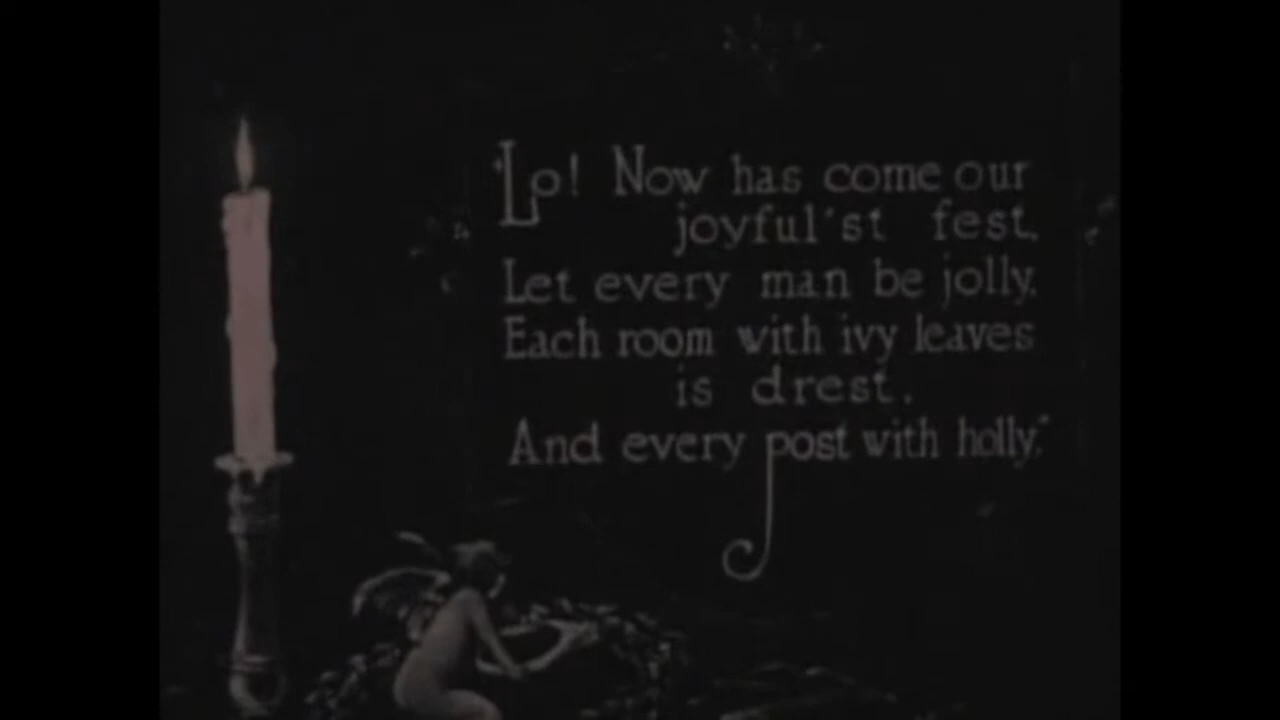 "Lo! Now has come our
joyful'st fest,
Let every man be jolly,
Each room with ivy leaves
is drest,
And every post with holly."